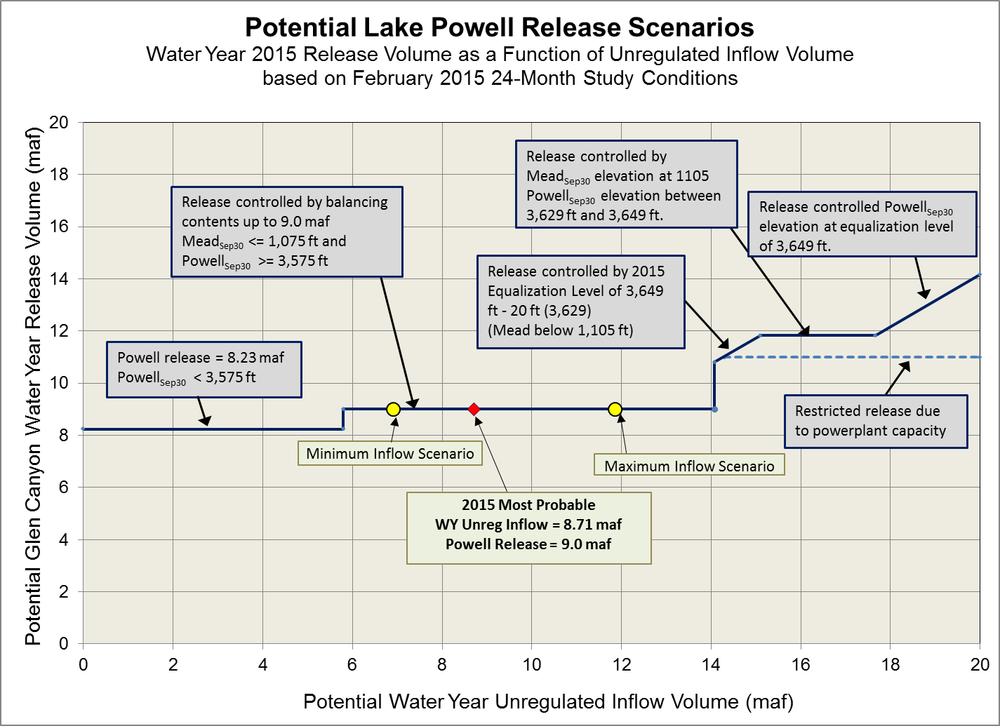 Potential Lake Powell Release Scenarios
Water Year 2015 Release Volume as a Function of Unregulated Inflow Volume
based on February 2015 24-Month Study Conditions
Potential Glen Canyon Water Year Release Volume (maf)
20
18
16
14
12
10
8
6
4
2
0
Release controlled by balancing
contents up to 9.0 maf
MeadSep30 <= 1,075 ft and
PowellSep30 >= 3,575 ft
Release controlled by
MeadSep30 elevation at 1105
PowellSep30 elevation between
3,629 ft and 3,649 ft.
Release controlled PowellSep30
elevation at equalization level
of 3,649 ft.
Release controlled by 2015
Equalization Level of 3,649
ft - 20 ft (3,629)
(Mead below 1,105 ft)
Powell release = 8.23 maf
PowellSep30 < 3,575 ft
Restricted release due
to powerplant capacity
Minimum Inflow Scenario
Maximum Inflow Scenario
2015 Most Probable
WY Unreg Inflow = 8.71 maf
Powell Release = 9.0 maf
0 2 4 6 8 10 12 14 16 18 20
Potential Water Year Unregulated Inflow Volume (maf)